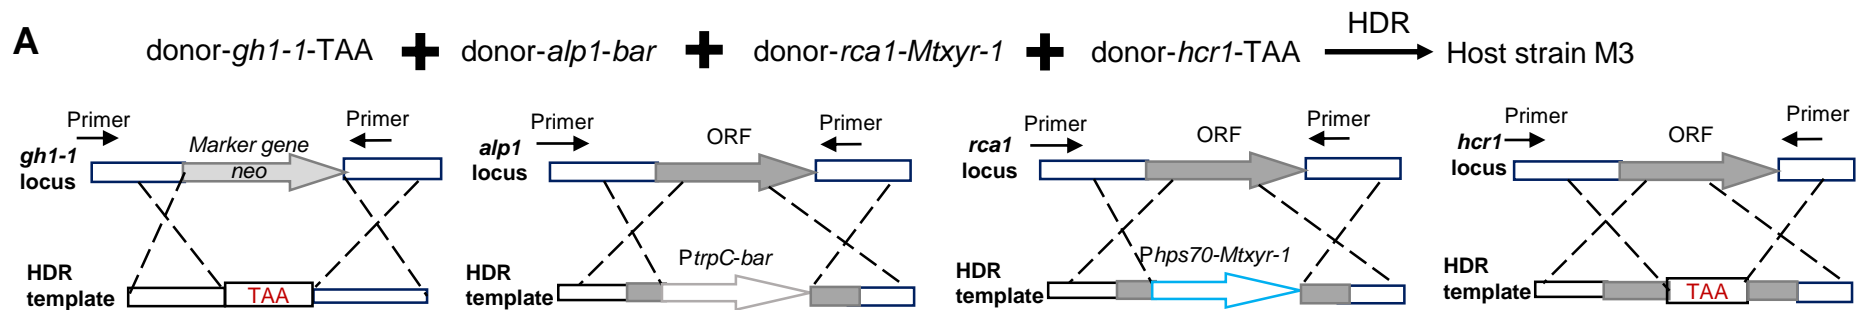 A
donor-gh1-1-TAA + donor-alp1-bar + donor-rca1-Mtxyr-1 + donor-hcr1-TAA HDR Host strain M3
Primer Primer
gh1-1
locus
Marker gene
neo
HDR
template
TAA
Primer Primer
alp1
locus
ORF
PtrpC-bar
HDR
template
Primer Primer
rca1
locus
ORF
Phps70-Mtxyr-1
HDR
template
Primer Primer
hcr1
locus
ORF
HDR
template
TAA